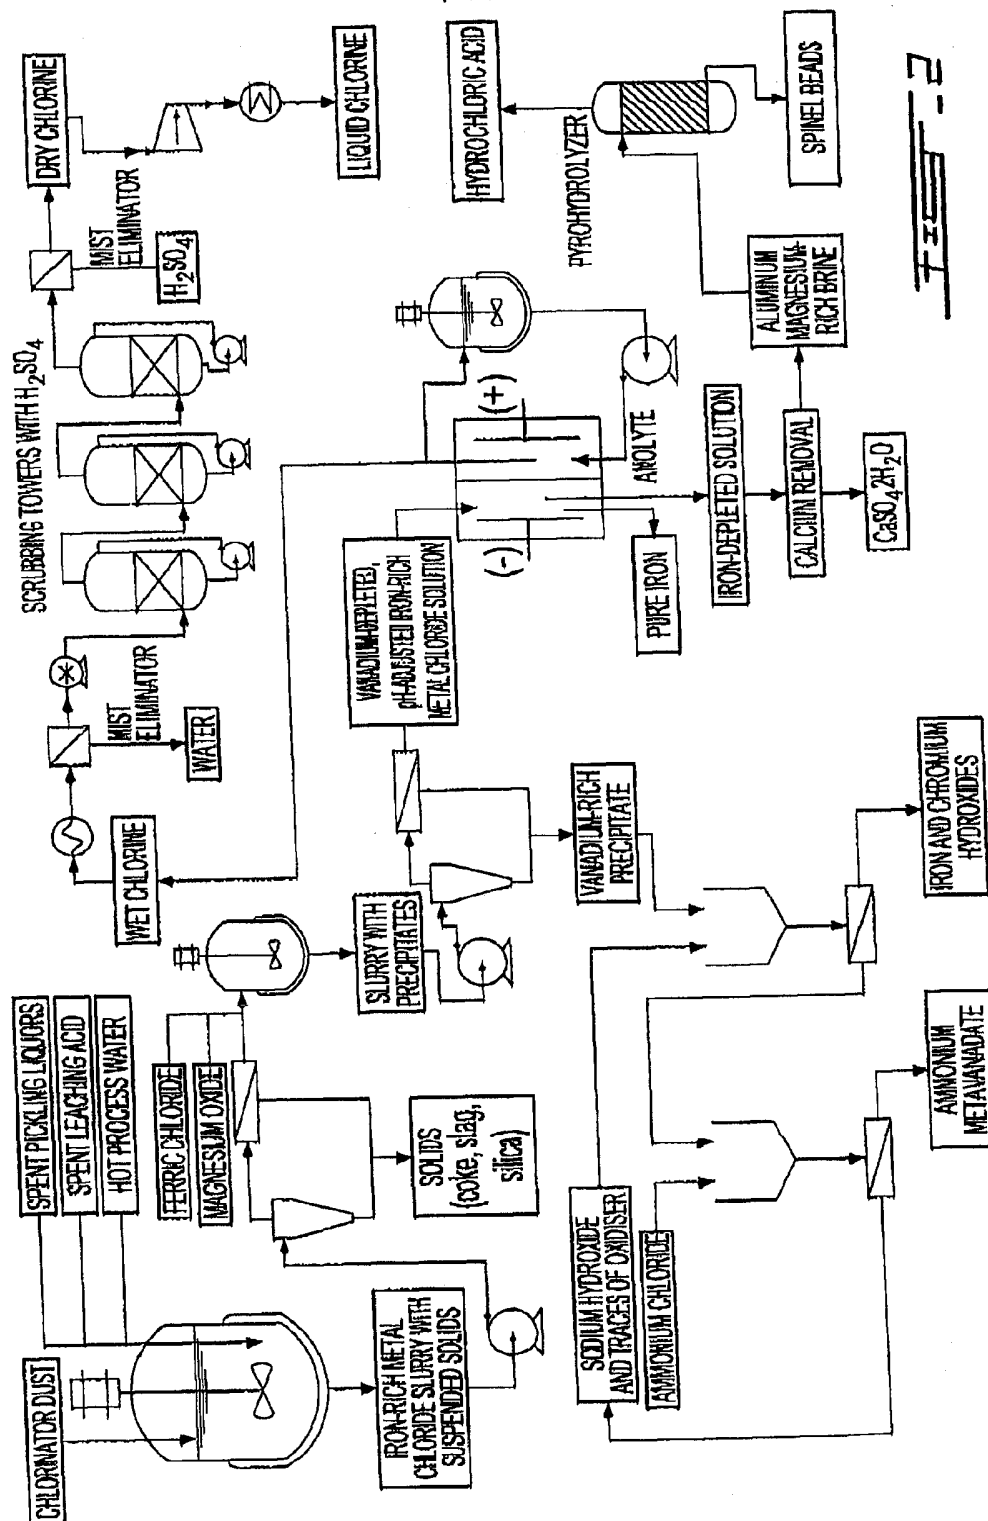 CHLORINATOR DUST
SPENT PICKLING LIQUORS
SPENT LEACHING ACID
HOT PROCESS WATER
IRON-RICH METAL
CHLORIDE SLURRY WITH
SUSPENDED SOLIDS
FERRIC CHLORIDE
MAGNESIUM OXIDE
SOLIDS
(coke, slag,
silica)
SLURRY WITH
PRECIPITATES
WET CHLORINE
MIST
ELIMINATOR
WATER
SCRUBBING TOWERS WITH H2SO4
MIST
ELIMINATOR
H2SO4
DRY CHLORINE
LIQUID CHLORINE
VANADIUM-DEPLETED,
pH-ADJUSTED IRON-RICH
METAL CHLORIDE SOLUTION
(-)
(+)
ANOLYTE
PURE IRON
IRON-DEPLETED SOLUTION
CALCIUM REMOVAL
CaSO4 2H2O
ALUMINUM
MAGNESIUM-
RICH BRINE
PYROHYDROLYZER
HYDROCHLORIC ACID
SPINEL BEADS
VANADIUM-RICH
PRECIPITATE
SODIUM HYDROXIDE
AND TRACES OF OXIDISER
AMMONIUM CHLORIDE
AMMONIUM
METAVANADATE
IRON AND CHROMIUM
HYDROXIDES
FIG - 2